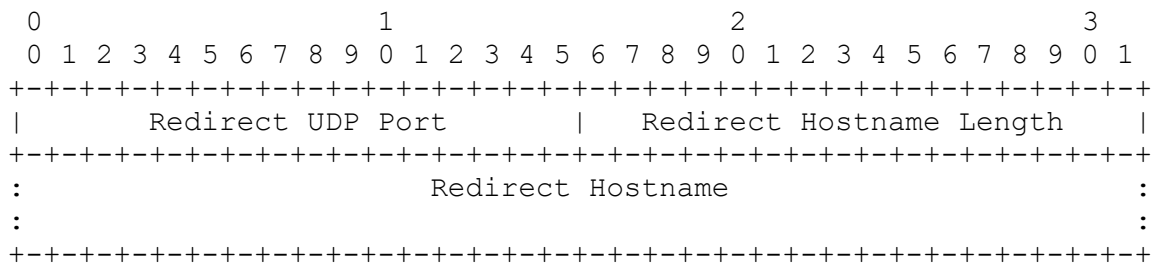 0                   1                   2                   3
 0 1 2 3 4 5 6 7 8 9 0 1 2 3 4 5 6 7 8 9 0 1 2 3 4 5 6 7 8 9 0 1
+-+-+-+-+-+-+-+-+-+-+-+-+-+-+-+-+-+-+-+-+-+-+-+-+-+-+-+-+-+-+-+-+
|       Redirect UDP Port       |   Redirect Hostname Length    |
+-+-+-+-+-+-+-+-+-+-+-+-+-+-+-+-+-+-+-+-+-+-+-+-+-+-+-+-+-+-+-+-+
:                       Redirect Hostname                       :
:                                                               :
+-+-+-+-+-+-+-+-+-+-+-+-+-+-+-+-+-+-+-+-+-+-+-+-+-+-+-+-+-+-+-+-+